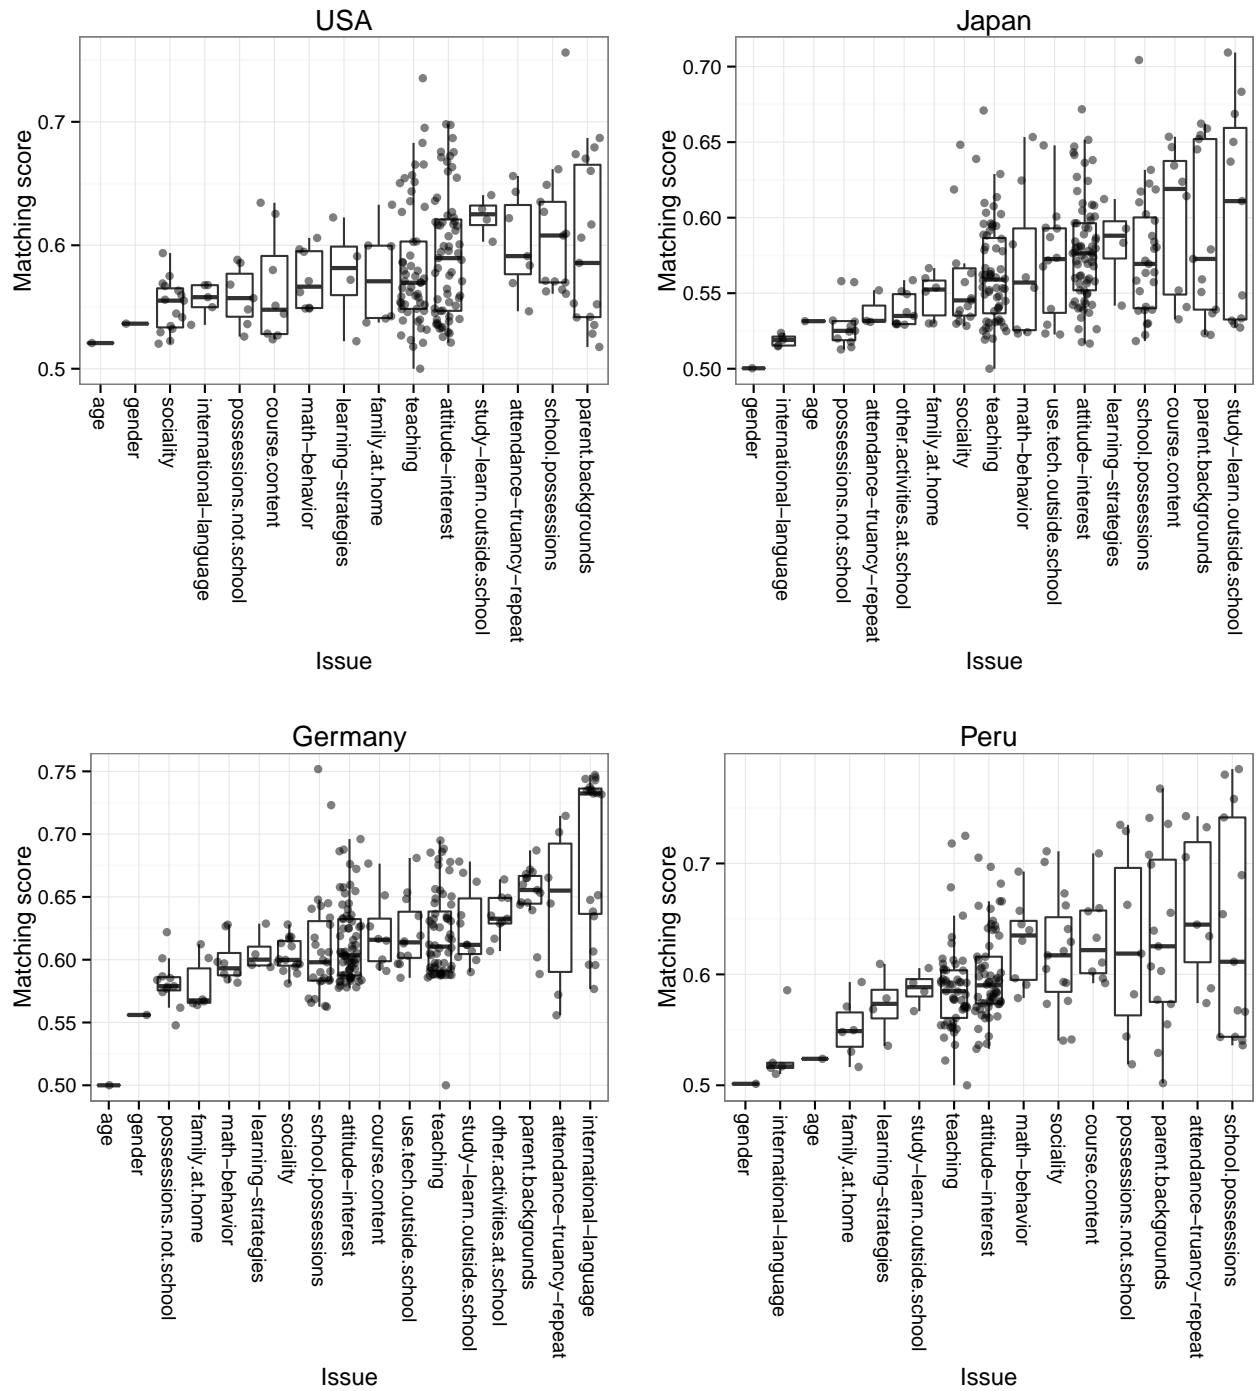 USA
Matching score
0.7
0.6
0.5
age
gender
sociality
international−language
possessions.not.school
course.content
math−behavior
learning−strategies
family.at.home
teaching
attitude−interest
study−learn.outside.school
attendance−truancy−repeat
school.possessions
parent.backgrounds
Issue
Japan
Matching score
0.70
0.65
0.60
0.55
0.50
gender
international−language
age
possessions.not.school
attendance−truancy−repeat
other.activities.at.school
family.at.home
sociality
teaching
math−behavior
use.tech.outside.school
attitude−interest
learning−strategies
school.possessions
course.content
parent.backgrounds
study−learn.outside.school
Issue
Germany
Matching score
0.75
0.70
0.65
0.60
0.55
0.50
age
gender
possessions.not.school
family.at.home
math−behavior
learning−strategies
sociality
school.possessions
attitude−interest
course.content
use.tech.outside.school
teaching
study−learn.outside.school
other.activities.at.school
parent.backgrounds
attendance−truancy−repeat
international−language
Issue
Peru
Matching score
0.7
0.6
0.5
gender
international−language
age
family.at.home
learning−strategies
study−learn.outside.school
teaching
attitude−interest
math−behavior
sociality
course.content
possessions.not.school
parent.backgrounds
attendance−truancy−repeat
school.possessions
Issue